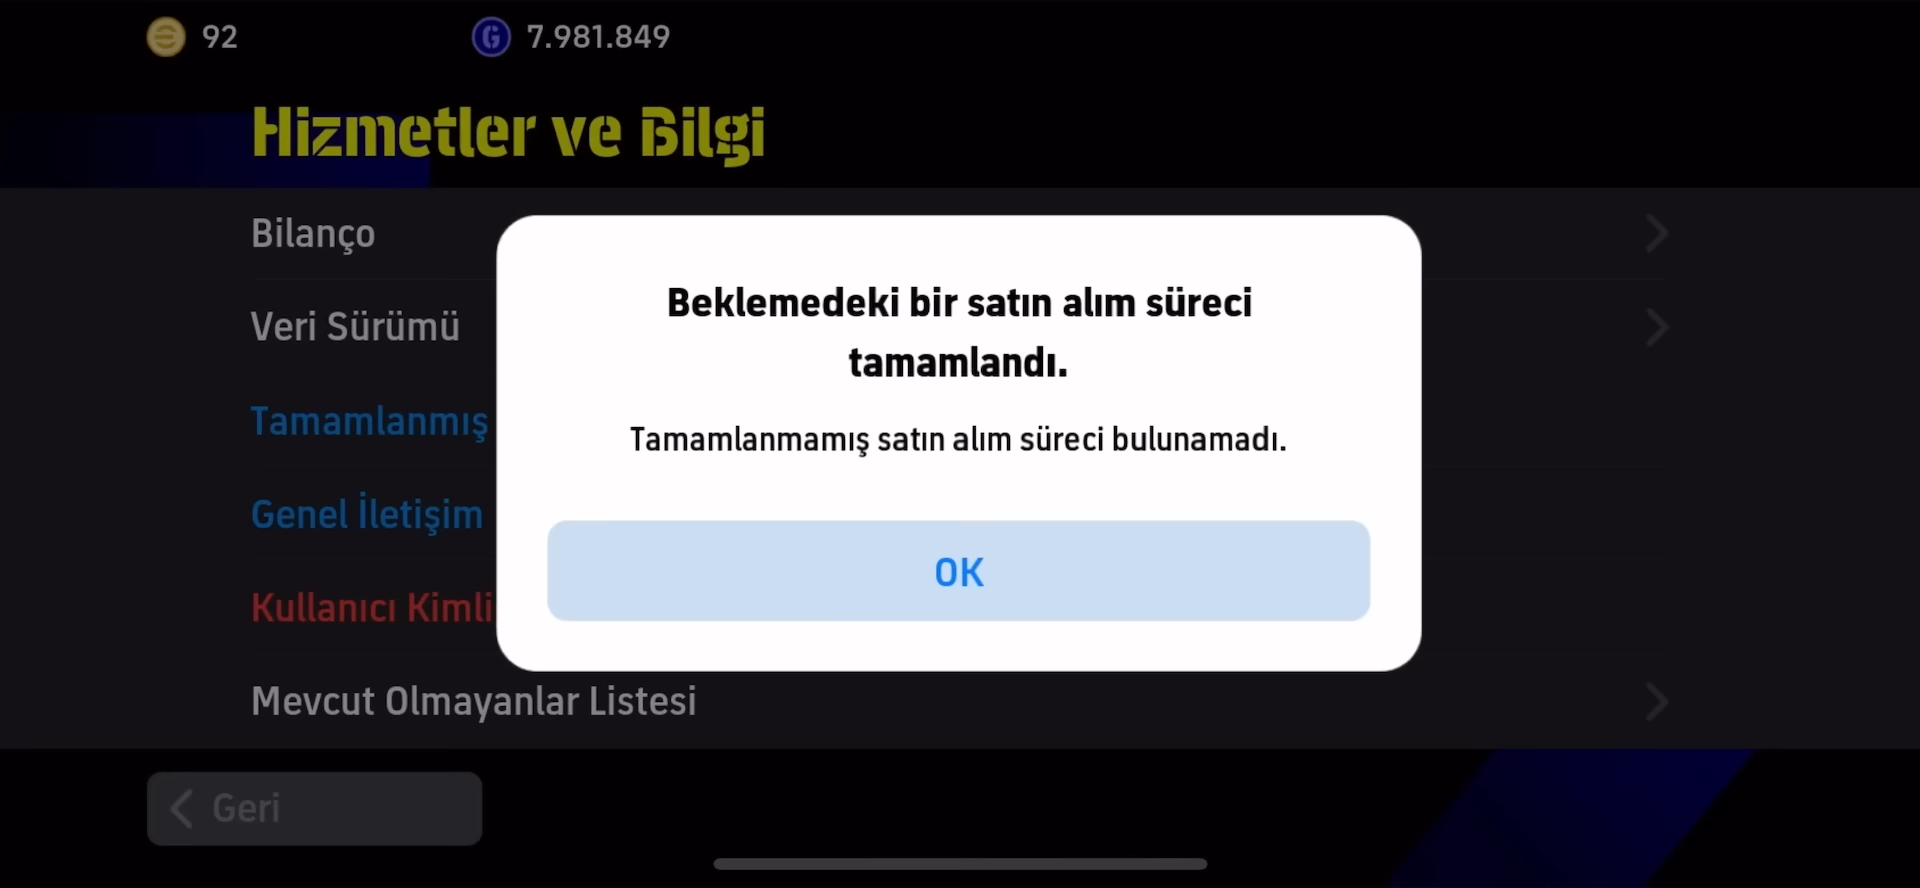 92
7.981.849
Hizmetler ve Bilgi
Bilanço
Veri Sürümü
Tamamlanmış
Genel İletişim
Kullanıcı Kimli
Mevcut Olmayanlar Listesi
Beklemedeki bir satın alım süreci
tamamlandı.
Tamamlanmamış satın alım süreci bulunamadı.
OK
Geri